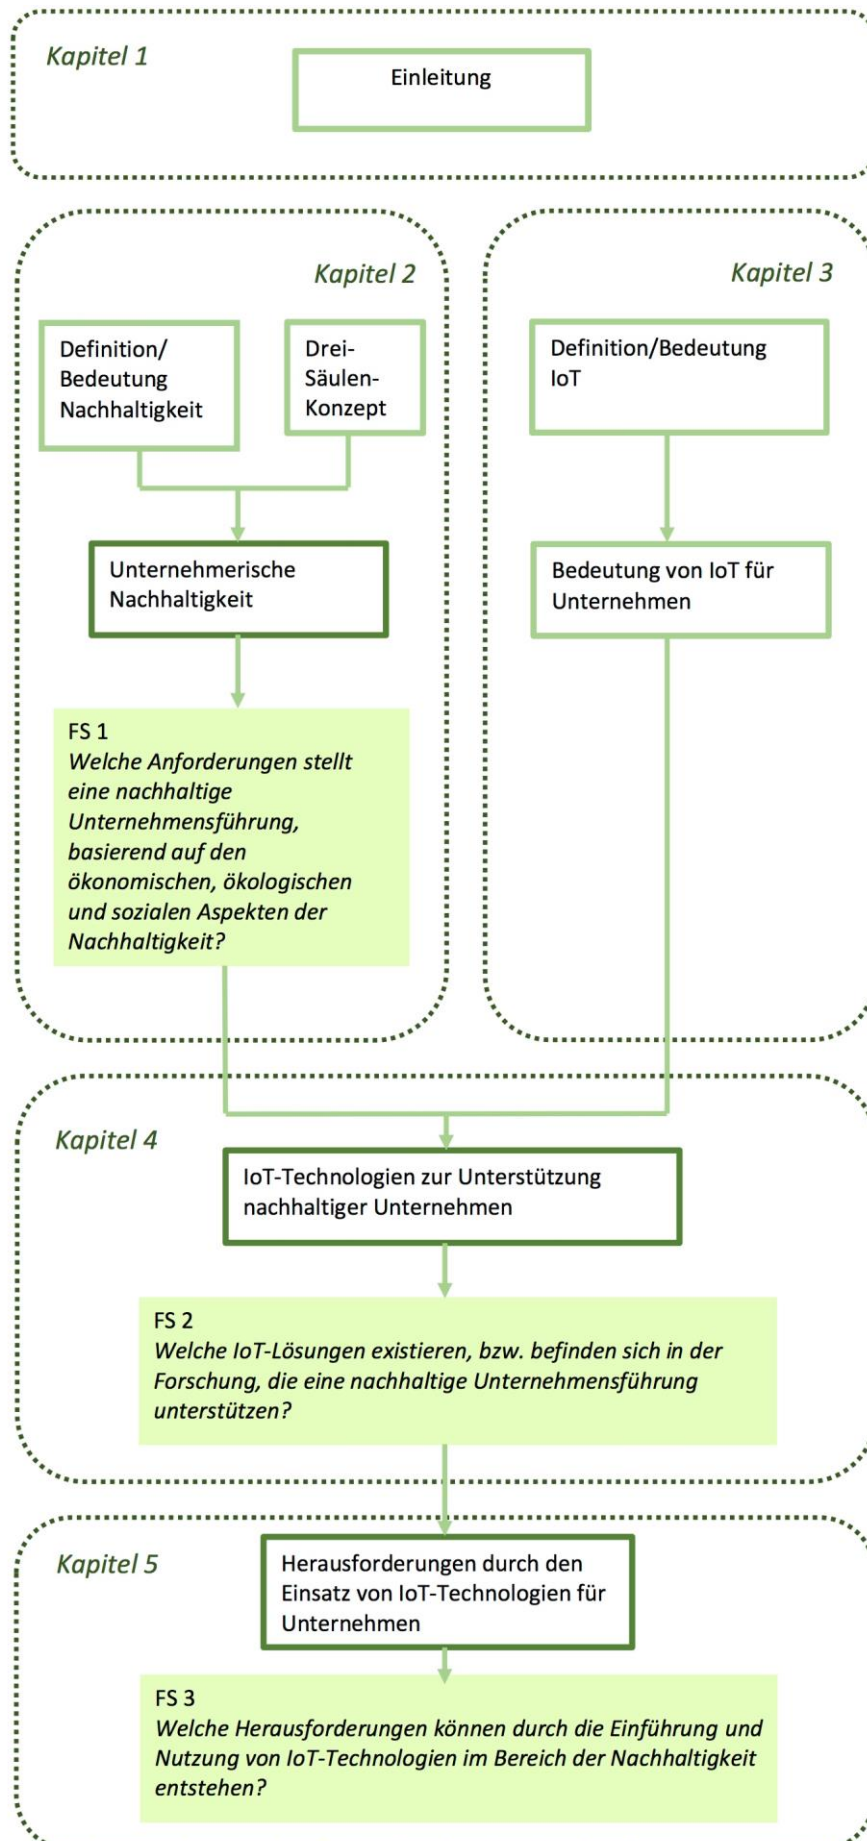 Kapitel 1
Einleitung
Kapitel 2
Definition/
Bedeutung
Nachhaltigkeit
Drei-
Säulen-
Konzept
Unternehmerische
Nachhaltigkeit
FS 1
Welche Anforderungen stellt
eine nachhaltige
Unternehmensführung,
basierend auf den
ökonomischen, ökologischen
und sozialen Aspekten der
Nachhaltigkeit?
Kapitel 3
Definition/Bedeutung
IoT
Bedeutung von IoT für
Unternehmen
Kapitel 4
IoT-Technologien zur Unterstützung
nachhaltiger Unternehmen
FS 2
Welche IoT-Lösungen existieren, bzw. befinden sich in der
Forschung, die eine nachhaltige Unternehmensführung
unterstützen?
Kapitel 5
Herausforderungen durch den
Einsatz von IoT-Technologien für
Unternehmen
FS 3
Welche Herausforderungen können durch die Einführung und
Nutzung von IoT-Technologien im Bereich der Nachhaltigkeit
entstehen?